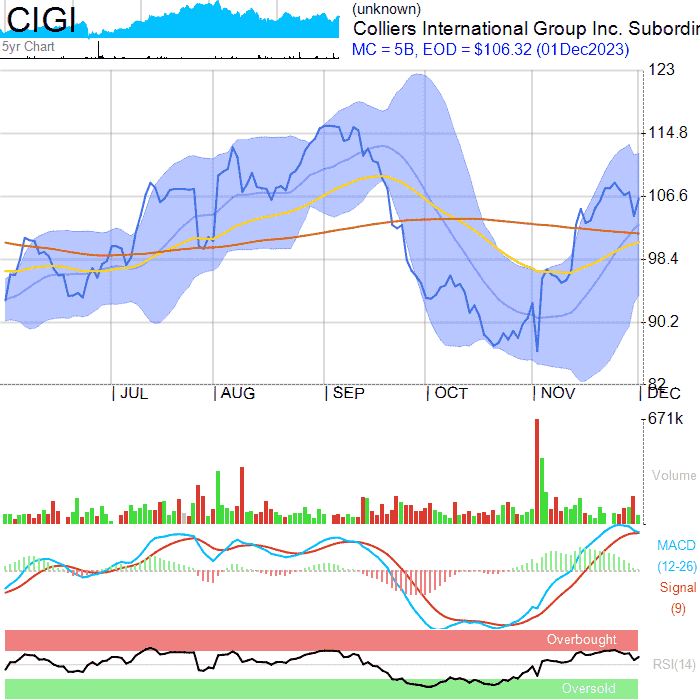 CIGI
(unknown)
Colliers International Group Inc. Subordin
5yr Chart
MC = 5B, EOD = $106.32 (01Dec2023)
123
114.8
106.6
98.4
90.2
82
JUL AUG SEP OCT NOV DEC
671k
Volume
MACD
(12-26)
Signal
(9)
Overbought
RSI(14)
Oversold